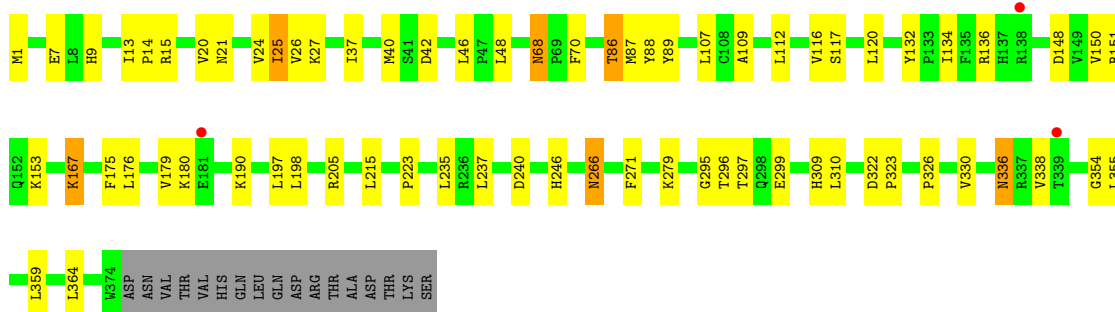 M1 E7 L8 H9 I13 P14 R15 V20 N21 V24 I25 V26 K27 I37 M40 S41 D42 L46 P47 L48 N68 P69 F70 T86 M87 Y88 Y89 L107 C108 A109 L112 V116 S117 L120 Y132 P133 I134 F135 R136 H137 R138 D148 V149 V150 R151
Q152 K153 K167 F175 L176 V179 K180 E181 K190 L197 L198 R205 L215 P223 L235 R236 L237 D240 H246 N266 F271 K279 G295 T296 T297 Q298 E299 H309 L310 D322 P323 P326 V330 N336 R337 V338 T339 G354 L355
L359 L364 W374 ASP ASN VAL THR VAL HIS GLN LEU GLN ASP ARG THR ALA ASP THR LYS SER